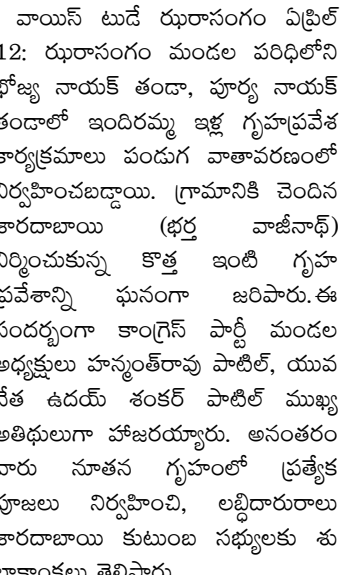 వాయిస్ టుడే ఝరాసంగం ఏప్రిల్
12: ఝరాసంగం మండల పరిధిలోని
భోజ్య నాయక్ తండా, పూర్య నాయక్
తండాలో ఇందిరమ్మ ఇళ్ల గృహప్రవేశ
కార్యక్రమాలు పండుగ వాతావరణంలో
నిర్వహించబడ్డాయి. గ్రామానికి చెందిన
శారదాబాయి (భర్త వాజీనాథ్)
నిర్మించుకున్న కొత్త ఇంటి గృహ
ప్రవేశాన్ని ఘనంగా జరిపారు.ఈ
సందర్బంగా కాంగ్రెస్ పార్టీ మండల
అధ్యక్షులు హన్మంత్‌రావు పాటిల్, యువ
నేత ఉదయ్ శంకర్ పాటిల్ ముఖ్య
అతిథులుగా హాజరయ్యారు. అనంతరం
వారు నూతన గృహంలో ప్రత్యేక
పూజలు నిర్వహించి, లబ్ధిదారురాలు
శారదాబాయి కుటుంబ సభ్యులకు శు
భాకాంక్షలు తెలిపారు.